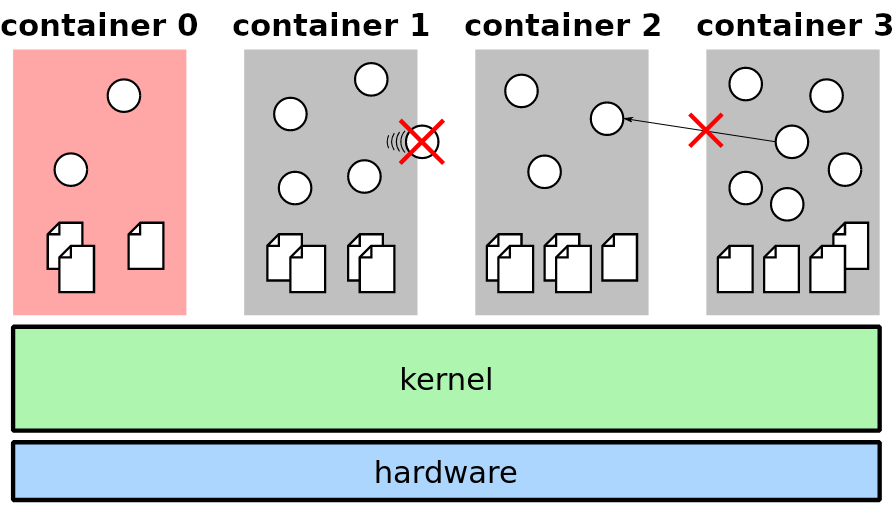 container 0
container 1
container 2
container 3
kernel
hardware